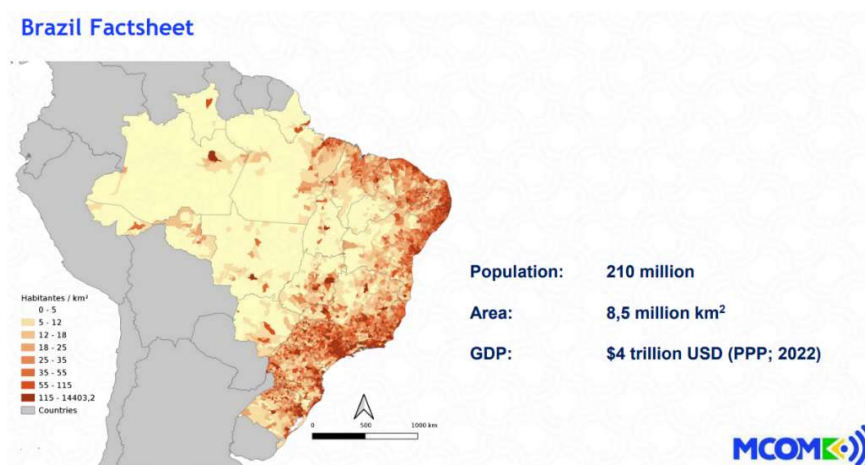 Brazil Factsheet
Habitantes / km²
0 - 5
5 - 12
12 - 18
18 - 25
25 - 35
35 - 55
55 - 115
115 - 14403,2
Countries
0 500 1000 km
Population: 210 million
Area: 8,5 million km²
GDP: $4 trillion USD (PPP; 2022)
MCOM